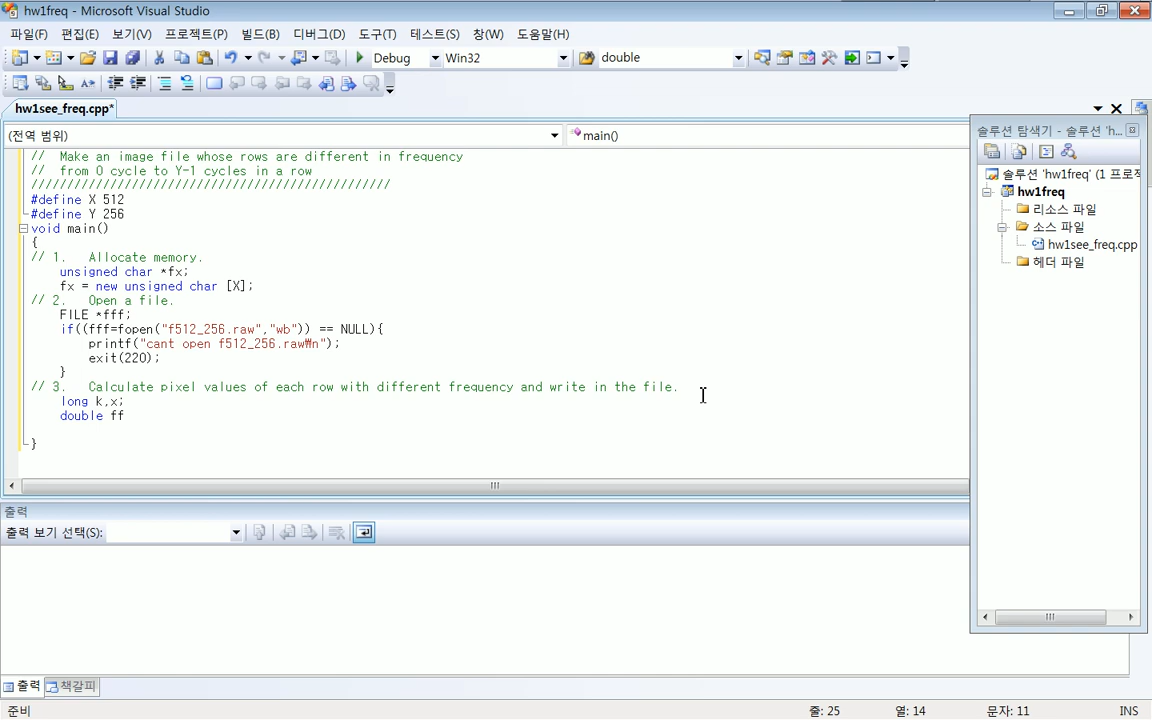 hw1freq - Microsoft Visual Studio
파일(F) 편집(E) 보기(V) 프로젝트(P) 빌드(B) 디버그(D) 도구(T) 테스트(S) 창(W) 도움말(H)
Debug Win32 double
hw1see_freq.cpp*
(전역 범위) main()
// Make an image file whose rows are different in frequency
// from 0 cycle to Y-1 cycles in a row
//////////////////////////////////////////////////
#define X 512
#define Y 256
void main()
{
// 1. Allocate memory.
unsigned char *fx;
fx = new unsigned char [X];
// 2. Open a file.
FILE *fff;
if((fff=fopen("f512_256.raw","wb")) == NULL){
printf("cant open f512_256.raw₩n");
exit(220);
}
// 3. Calculate pixel values of each row with different frequency and write in the file.
long k,x;
double ff
}
솔루션 탐색기 - 솔루션 'h...
솔루션 'hw1freq' (1 프로젝
hw1freq
리소스 파일
소스 파일
hw1see_freq.cpp
헤더 파일
출력
출력 보기 선택(S):
출력 책갈피
준비 줄: 25 열: 14 문자: 11 INS